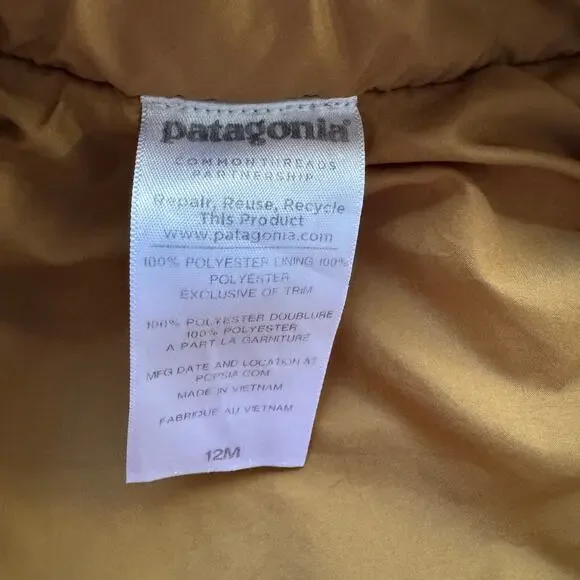 patagonia®
COMMON THREADS
PARTNERSHIP
Repair, Reuse, Recycle
This Product
www.patagonia.com
100% POLYESTER LINING 100%
POLYESTER
EXCLUSIVE OF TRIM
100% POLYESTER DOUBLURE
100% POLYESTER
A PART LA GARNITURE
MFG DATE AND LOCATION AT
PCPSIA.COM
MADE IN VIETNAM
FABRIQUE AU VIETNAM
12M